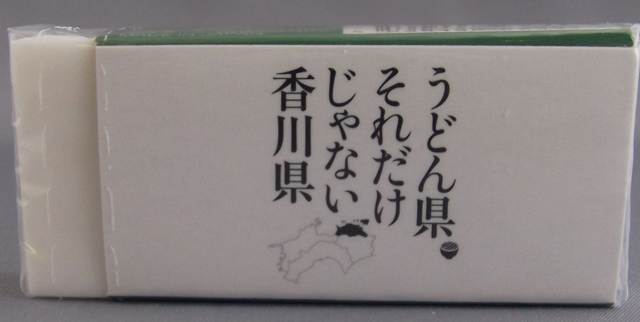 うどん県。
それだけ
じゃない
香川県